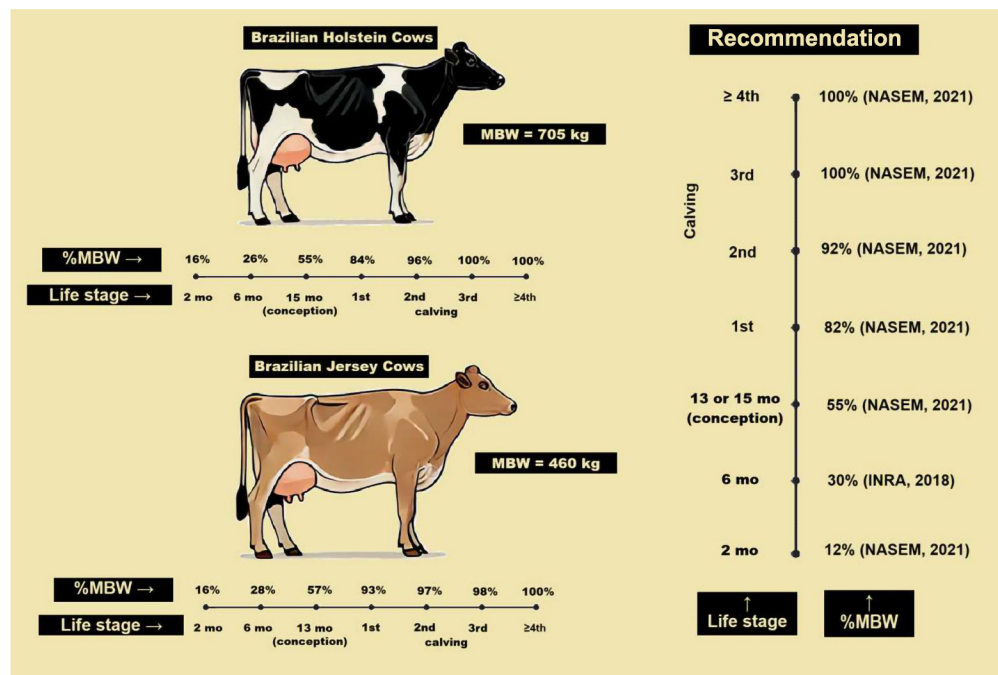 Brazilian Holstein Cows
MBW = 705 kg
%MBW →
16% 26% 55% 84% 96% 100% 100%
Life stage →
2 mo 6 mo 15 mo 1st 2nd 3rd ≥4th
(conception) calving
Brazilian Jersey Cows
MBW = 460 kg
%MBW →
16% 28% 57% 93% 97% 98% 100%
Life stage →
2 mo 6 mo 13 mo 1st 2nd 3rd ≥4th
(conception) calving
Recommendation
Calving
≥ 4th 100% (NASEM, 2021)
3rd 100% (NASEM, 2021)
2nd 92% (NASEM, 2021)
1st 82% (NASEM, 2021)
13 or 15 mo
(conception) 55% (NASEM, 2021)
6 mo 30% (INRA, 2018)
2 mo 12% (NASEM, 2021)
↑ ↑
Life stage %MBW